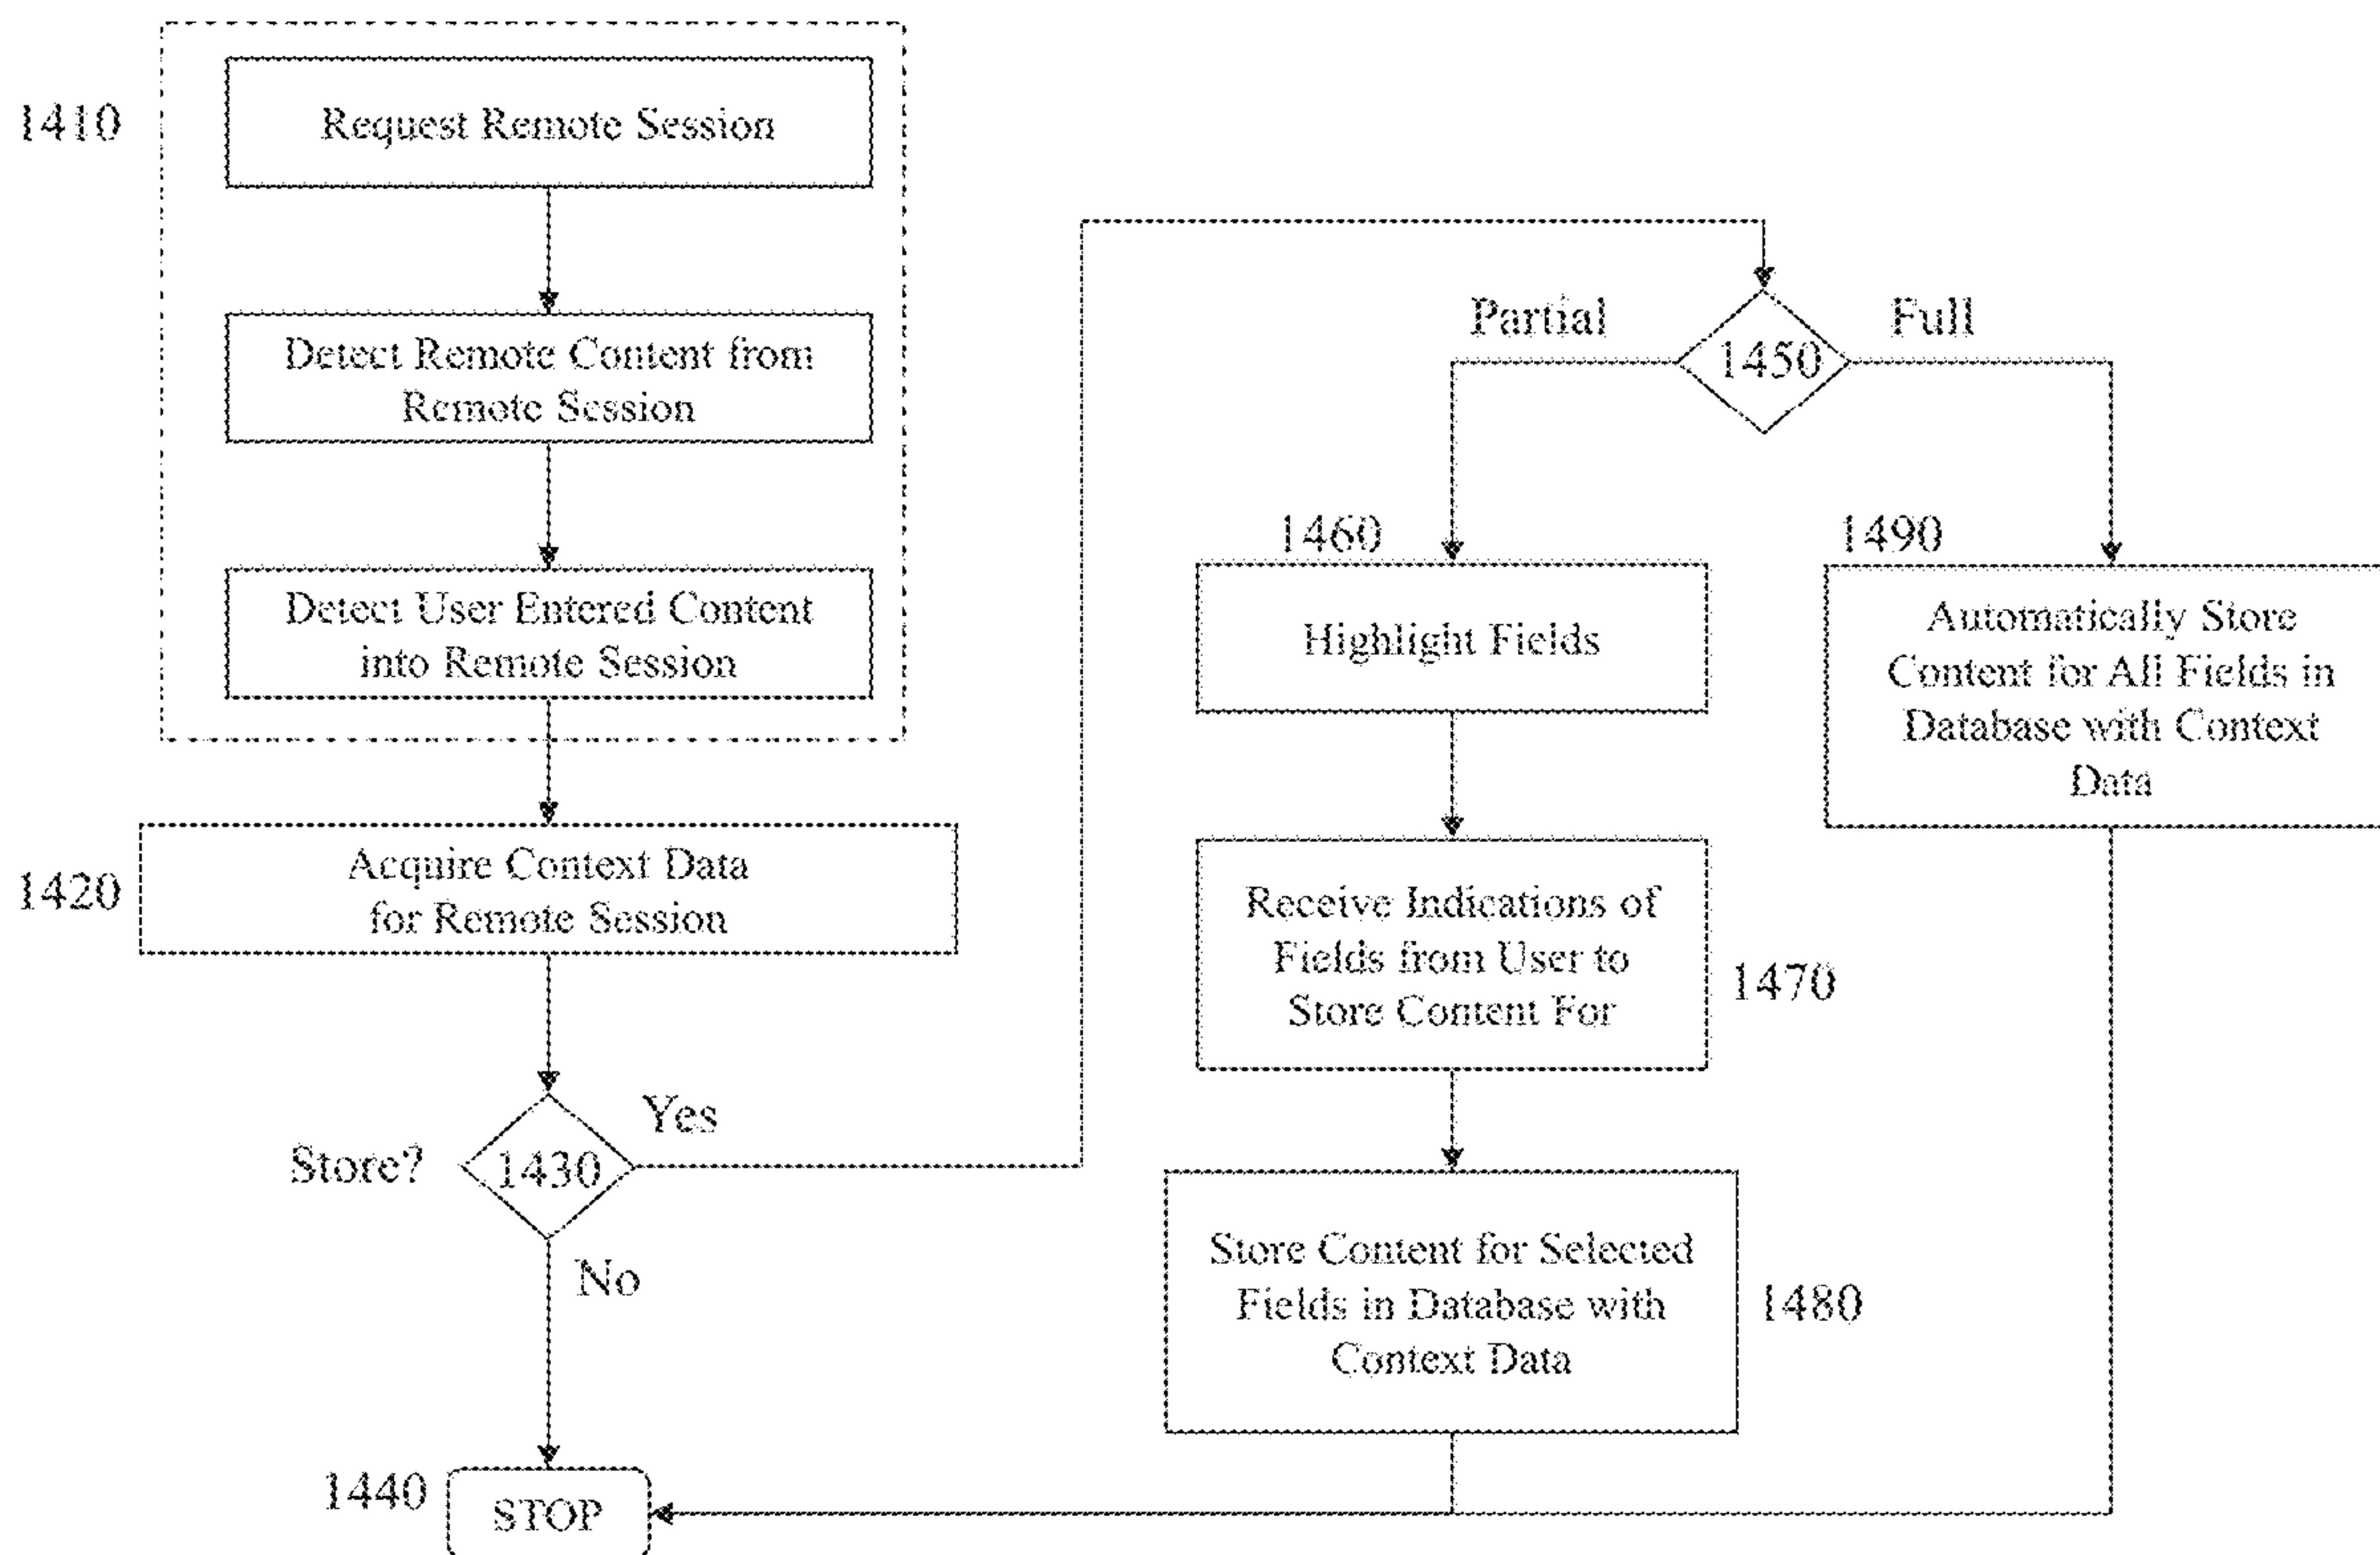 1410
Request Remote Session
Detect Remote Content from
Remote Session
Detect User Entered Content
into Remote Session
1420
Acquire Context Data
for Remote Session
Store?
1430
Yes
No
1440
STOP
Partial
1450
Full
1460
Highlight Fields
Receive Indications of
Fields from User to
Store Content For
1470
Store Content for Selected
Fields in Database with
Context Data
1480
1490
Automatically Store
Content for All Fields in
Database with Context
Data